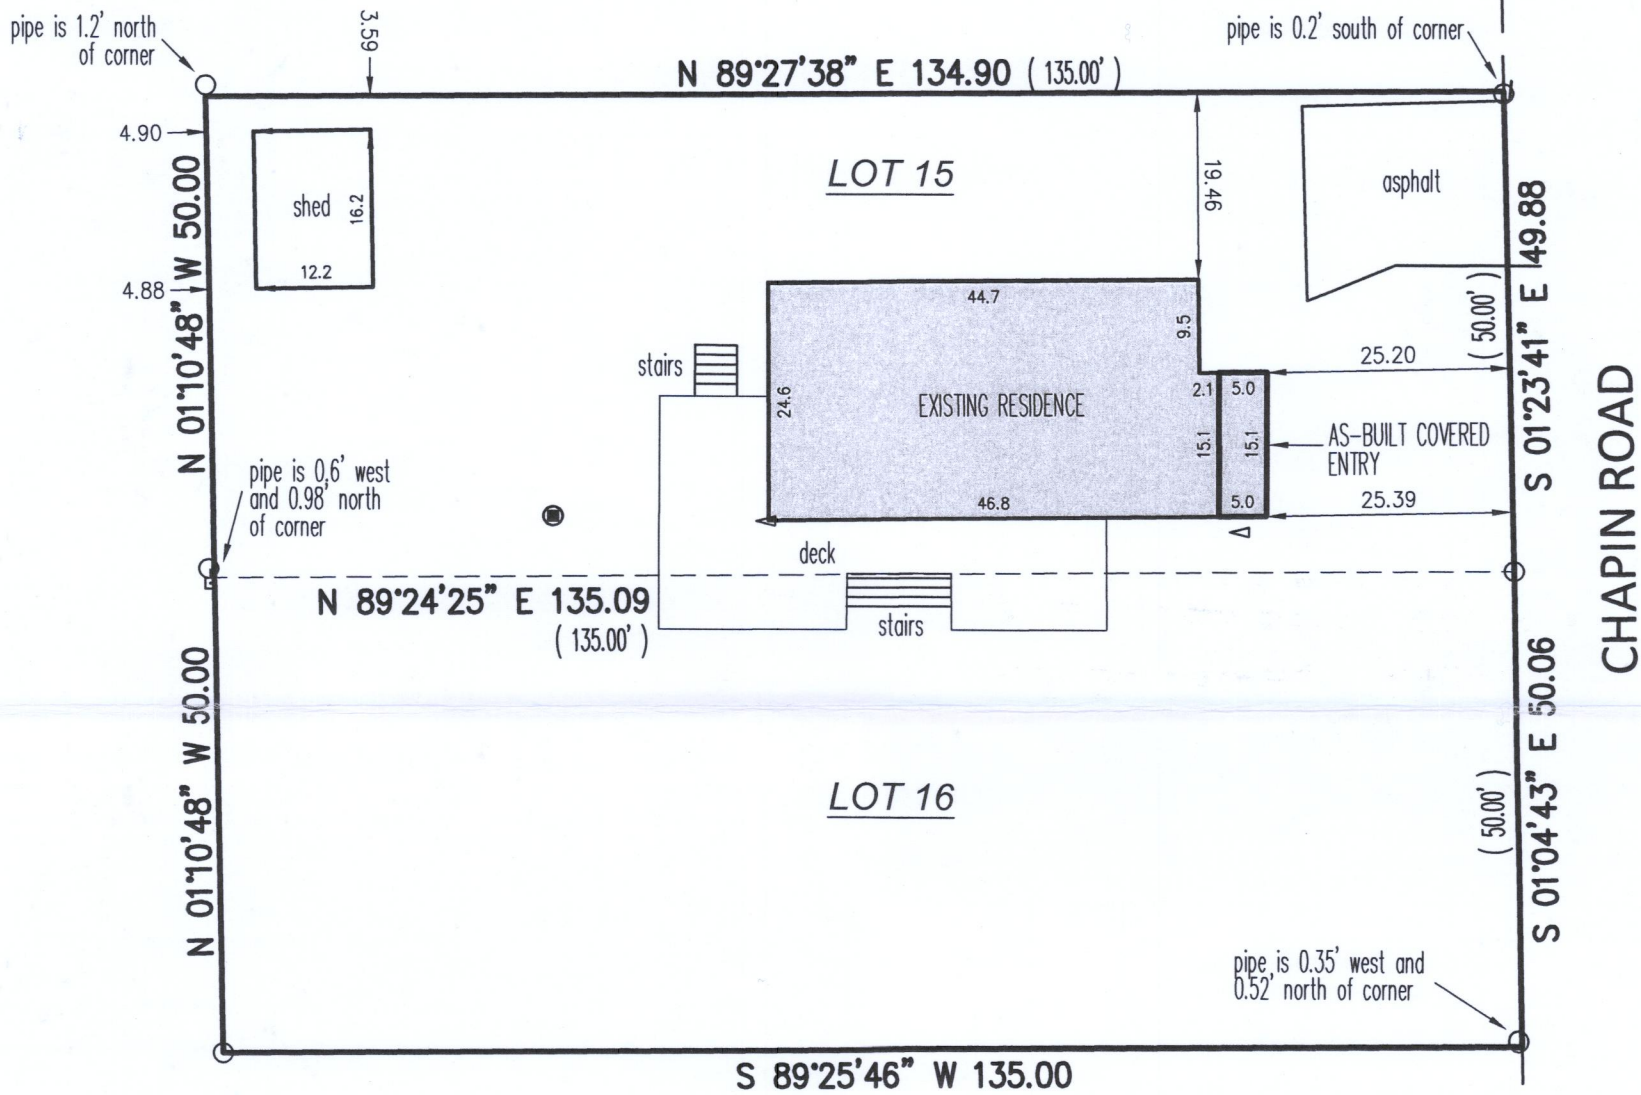 pipe is 1.2' north
of corner
3.59
N 89°27'38" E 134.90 ( 135.00' )
pipe is 0.2' south of corner
4.90
N 01°10'48" W 50.00
4.88
shed
16.2
12.2
LOT 15
19.46
asphalt
S 01°23'41" E 49.88
( 50.00' )
44.7
9.5
stairs
24.6
EXISTING RESIDENCE
2.1
5.0
15.1
15.1
25.20
AS-BUILT COVERED
ENTRY
46.8
5.0
25.39
CHAPIN ROAD
pipe is 0.6' west
and 0.98' north
of corner
deck
N 89°24'25" E 135.09
( 135.00' )
stairs
N 01°10'48" W 50.00
LOT 16
( 50.00' )
S 01°04'43" E 50.06
pipe is 0.35' west and
0.52' north of corner
S 89°25'46" W 135.00